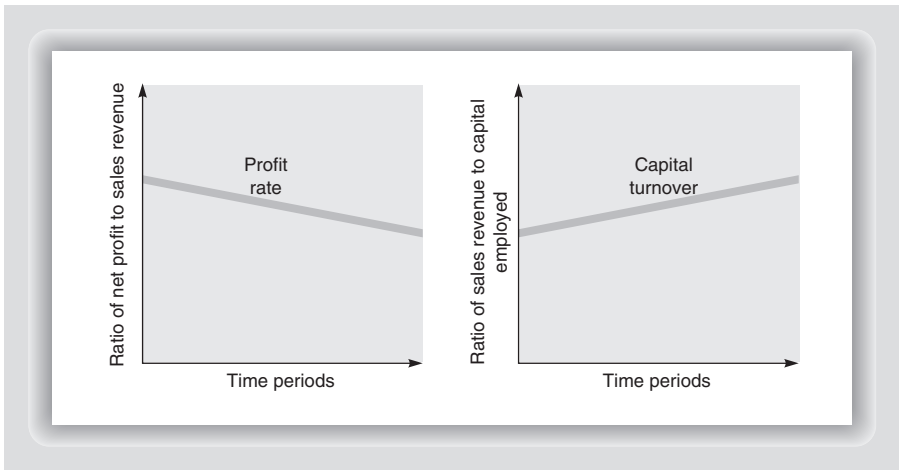 Ratio of net profit to sales revenue
Profit
rate
Time periods
Ratio of sales revenue to capital
employed
Capital
turnover
Time periods